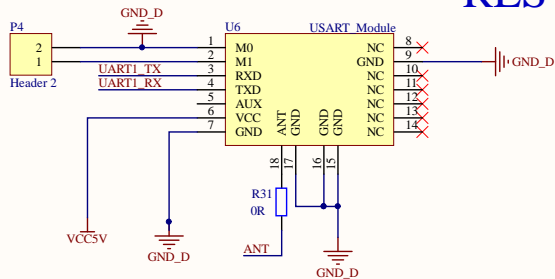 RES
GND_D
P4
U6
USART_Module
2
1
Header 2
1
M0
2
M1
UART1_TX
3
RXD
UART1_RX
4
TXD
5
AUX
6
VCC
7
GND
NC
8
GND
9
GND_D
NC
10
NC
11
NC
12
NC
13
NC
14
ANT
GND
GND
GND
18
17
16
15
R31
0R
VCC5V
GND_D
ANT
GND_D